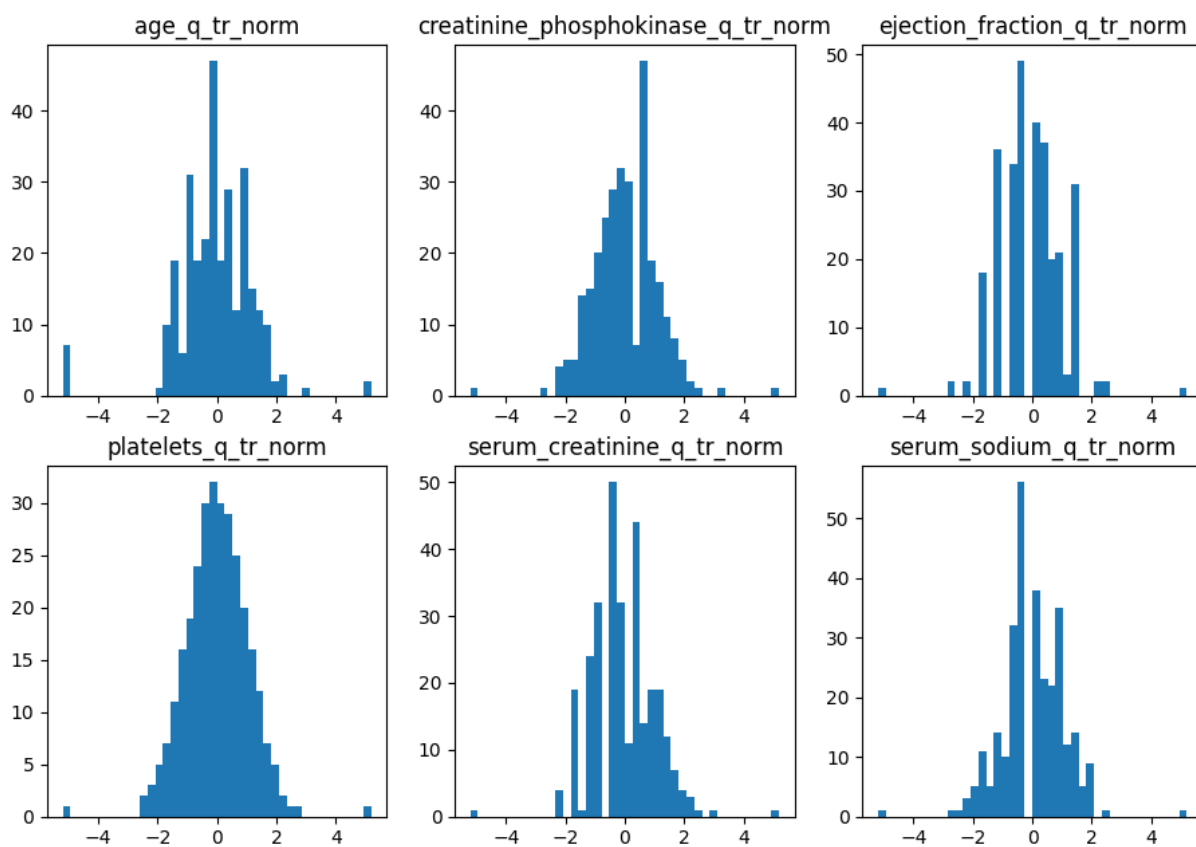 age_q_tr_norm
creatinine_phosphokinase_q_tr_norm
ejection_fraction_q_tr_norm
40
30
20
10
0
−4 −2 0 2 4
40
30
20
10
0
−4 −2 0 2 4
50
40
30
20
10
0
−4 −2 0 2 4
platelets_q_tr_norm
serum_creatinine_q_tr_norm
serum_sodium_q_tr_norm
30
25
20
15
10
5
0
−4 −2 0 2 4
50
40
30
20
10
0
−4 −2 0 2 4
50
40
30
20
10
0
−4 −2 0 2 4